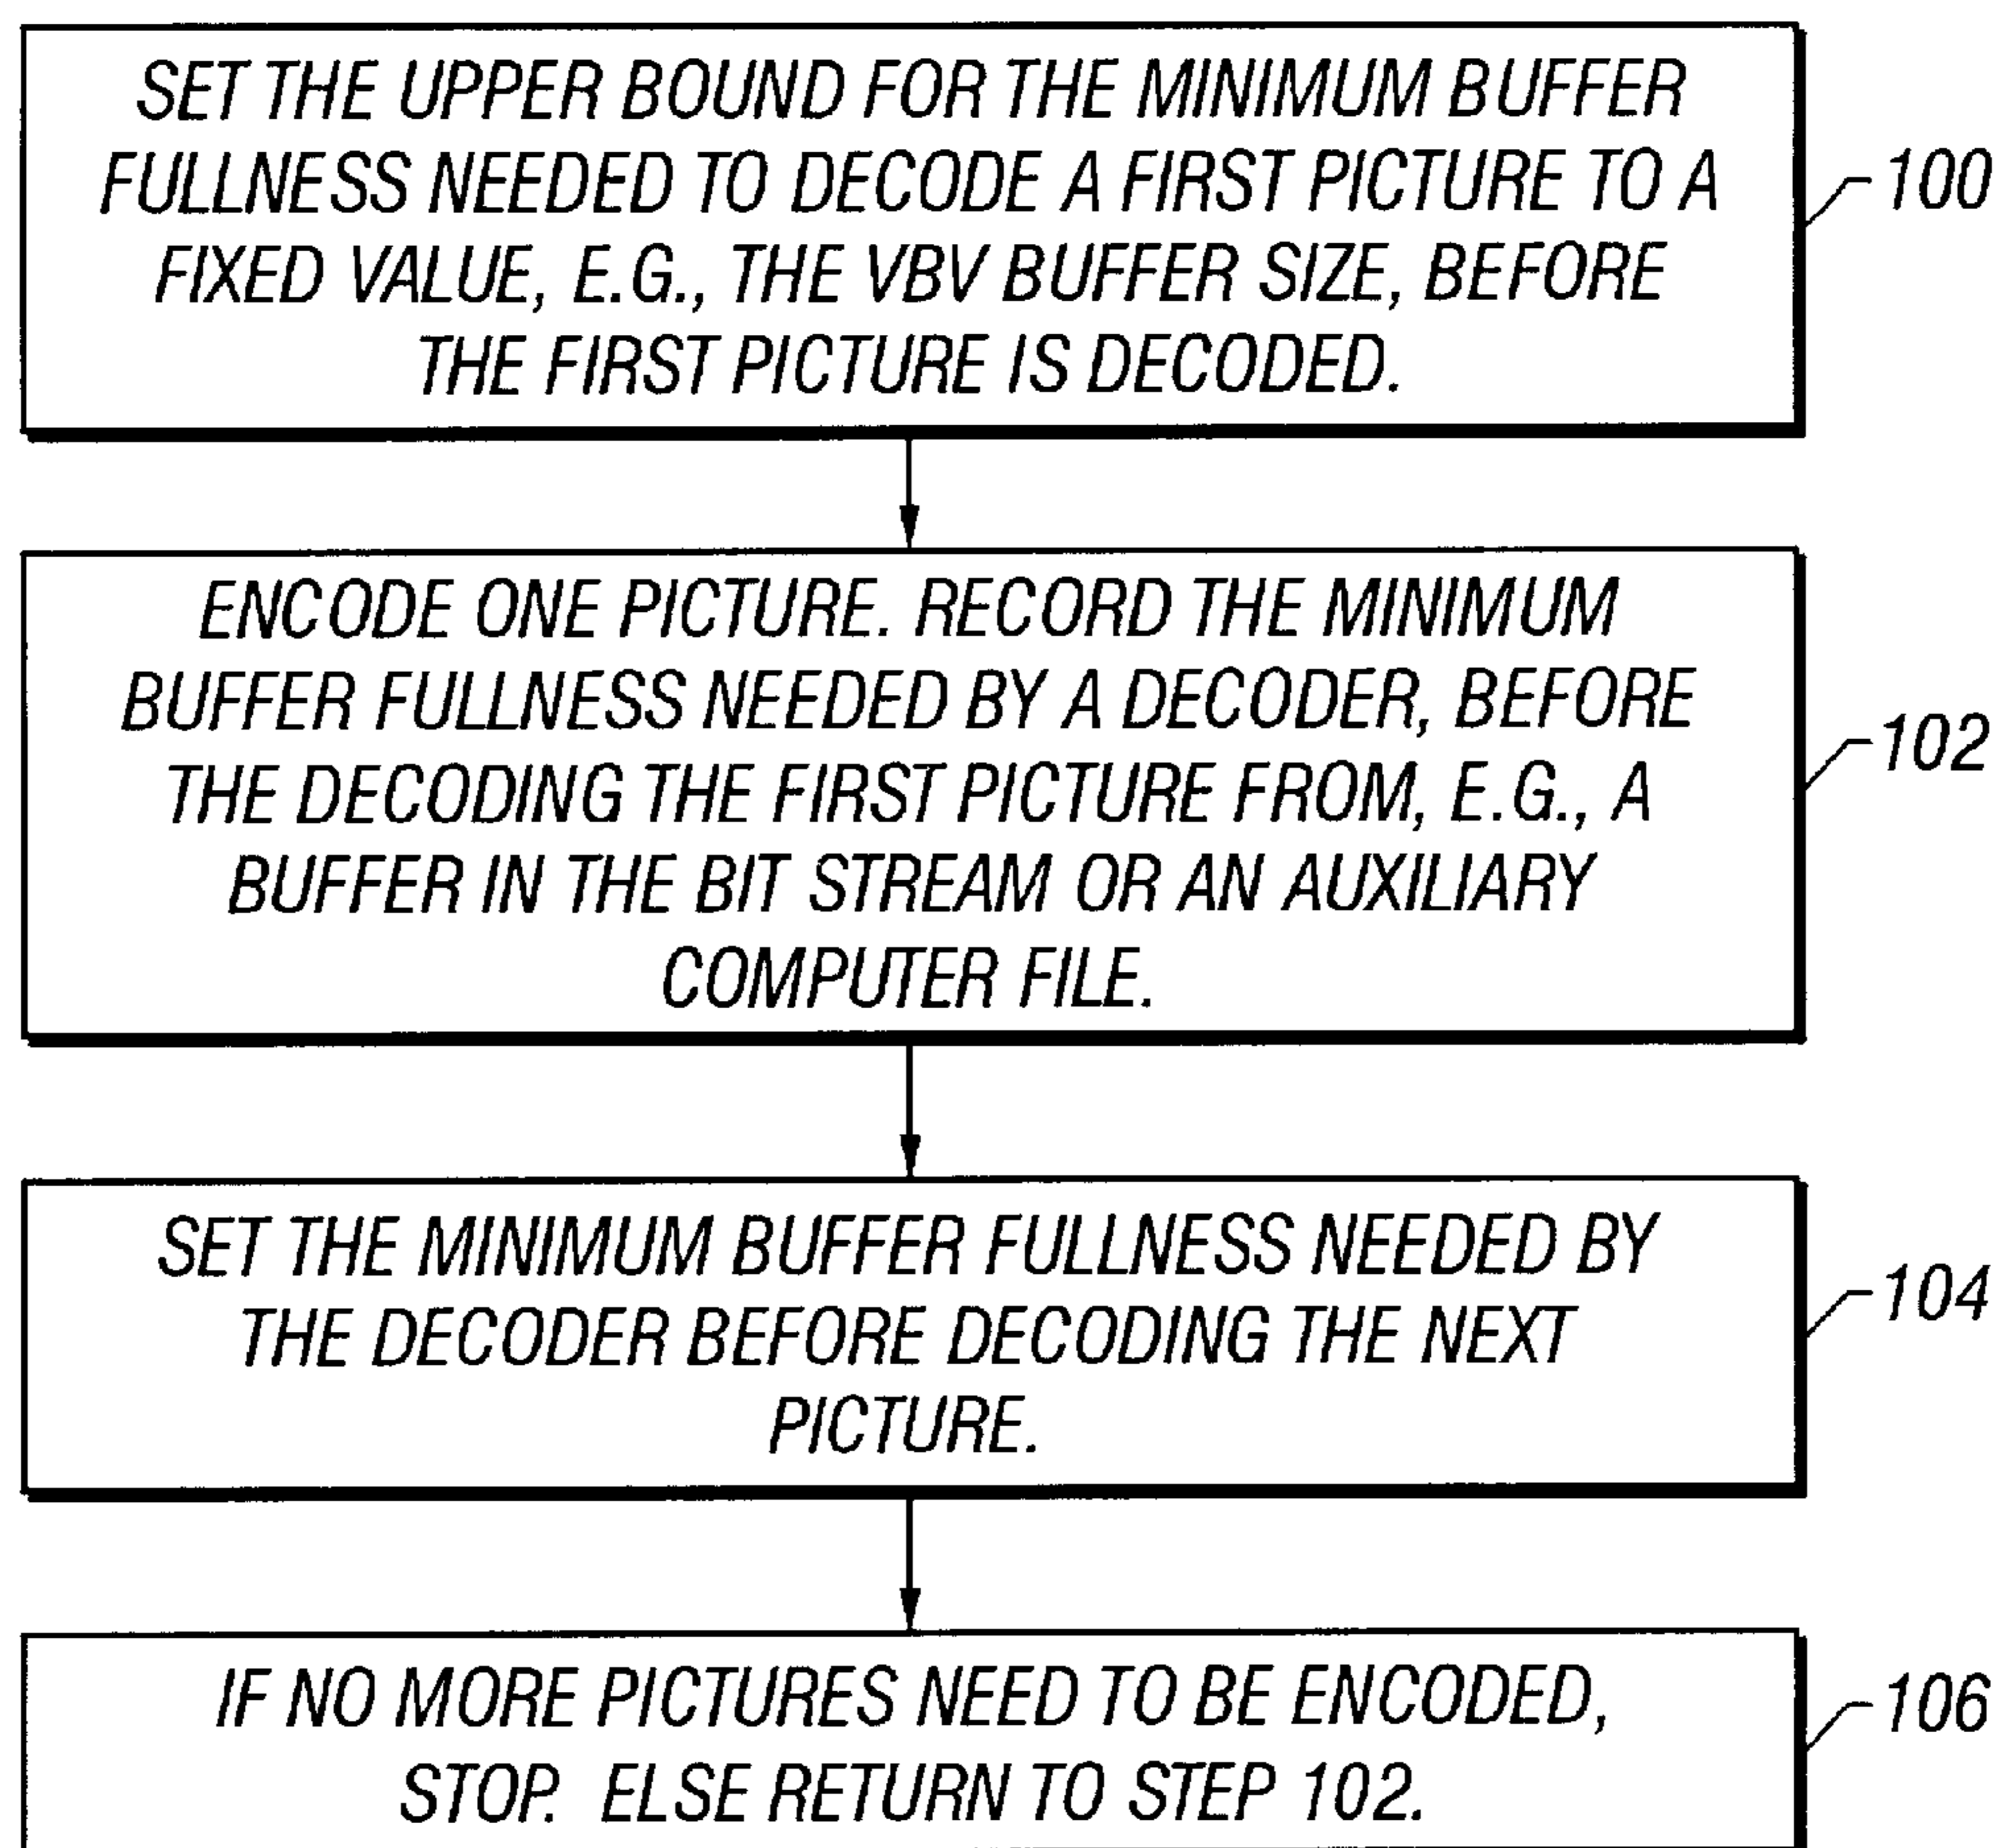 SET THE UPPER BOUND FOR THE MINIMUM BUFFER
FULLNESS NEEDED TO DECODE A FIRST PICTURE TO A
FIXED VALUE, E.G., THE VBV BUFFER SIZE, BEFORE
THE FIRST PICTURE IS DECODED.
100
ENCODE ONE PICTURE. RECORD THE MINIMUM
BUFFER FULLNESS NEEDED BY A DECODER, BEFORE
THE DECODING THE FIRST PICTURE FROM, E.G., A
BUFFER IN THE BIT STREAM OR AN AUXILIARY
COMPUTER FILE.
102
SET THE MINIMUM BUFFER FULLNESS NEEDED BY
THE DECODER BEFORE DECODING THE NEXT
PICTURE.
104
IF NO MORE PICTURES NEED TO BE ENCODED,
STOP. ELSE RETURN TO STEP 102.
106